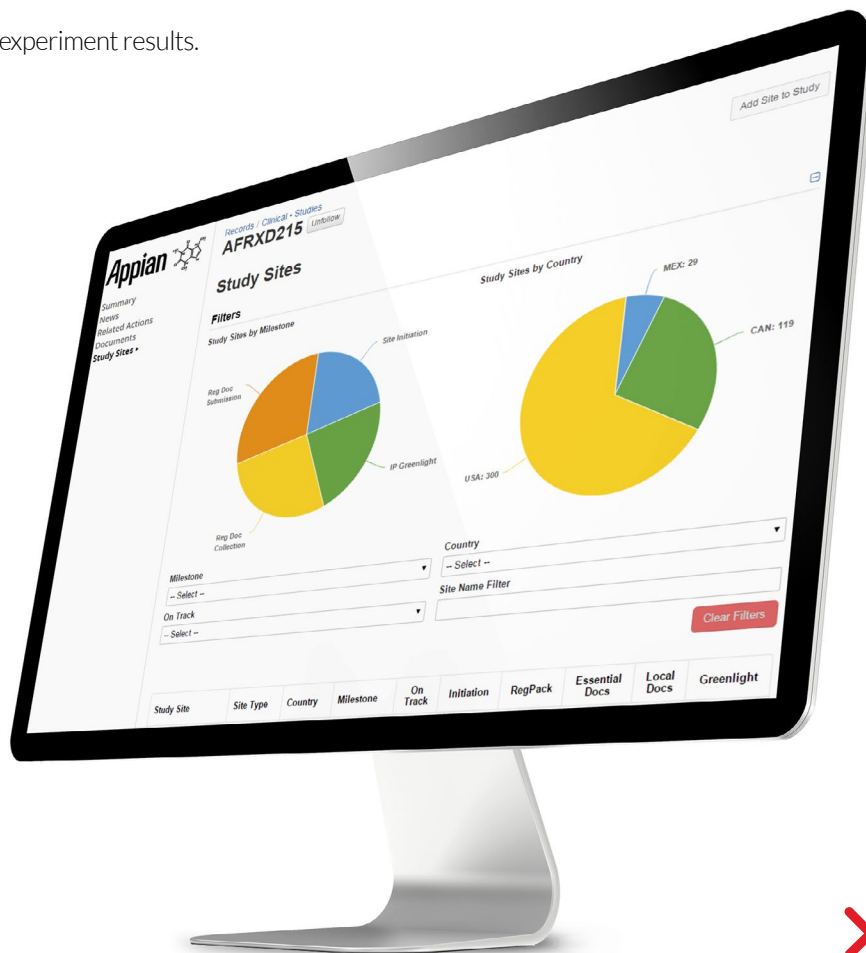 experiment results.
Add Site to Study
Appian
Records / Clinical • Studies
AFRXD215 Unfollow
Study Sites
Summary
News
Related Actions
Documents
Study Sites •
Filters
Study Sites by Milestone
Site Initiation
Reg Doc
Submission
IP Greenlight
Reg Doc
Collection
Study Sites by Country
MEX: 29
CAN: 119
USA: 300
Milestone
-- Select --
Country
-- Select --
On Track
-- Select --
Site Name Filter
Clear Filters
Study Site Site Type Country Milestone On Track Initiation RegPack Essential Docs Local Docs Greenlight